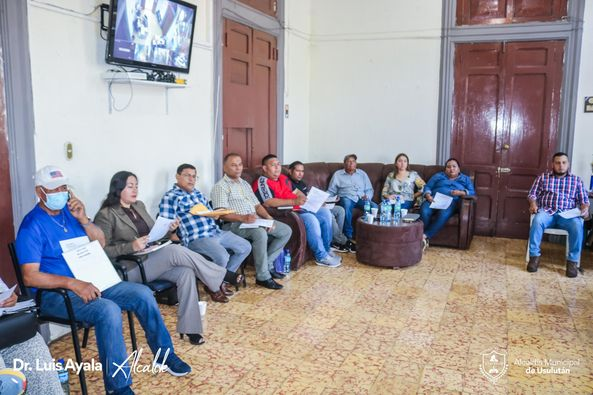 Dr. Luis Ayala
Alcalde
Alcaldía Municipal
de Usulután